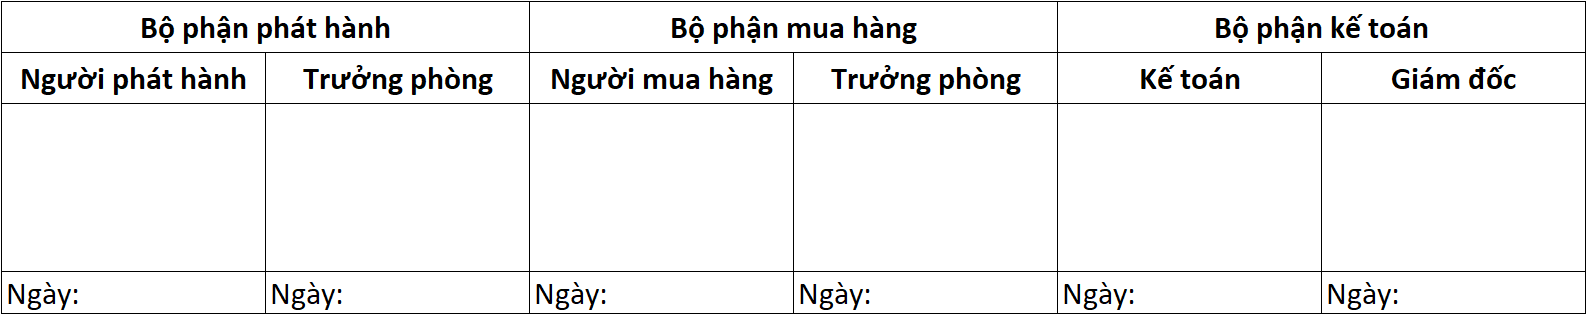 Bộ phận phát hành Bộ phận mua hàng Bộ phận kế toán
Người phát hành Trưởng phòng Người mua hàng Trưởng phòng Kế toán Giám đốc
Ngày: Ngày: Ngày: Ngày: Ngày: Ngày: